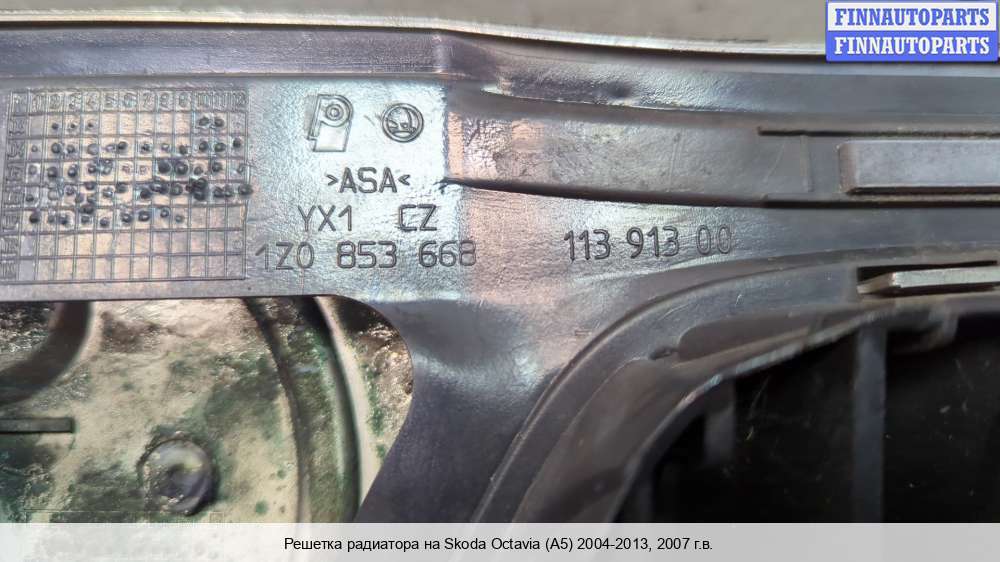 FINNAUTOPARTS
FINNAUTOPARTS
>ASA<
YX1 CZ
1Z0 853 668
113 913 00
Решетка радиатора на Skoda Octavia (A5) 2004-2013, 2007 г.в.